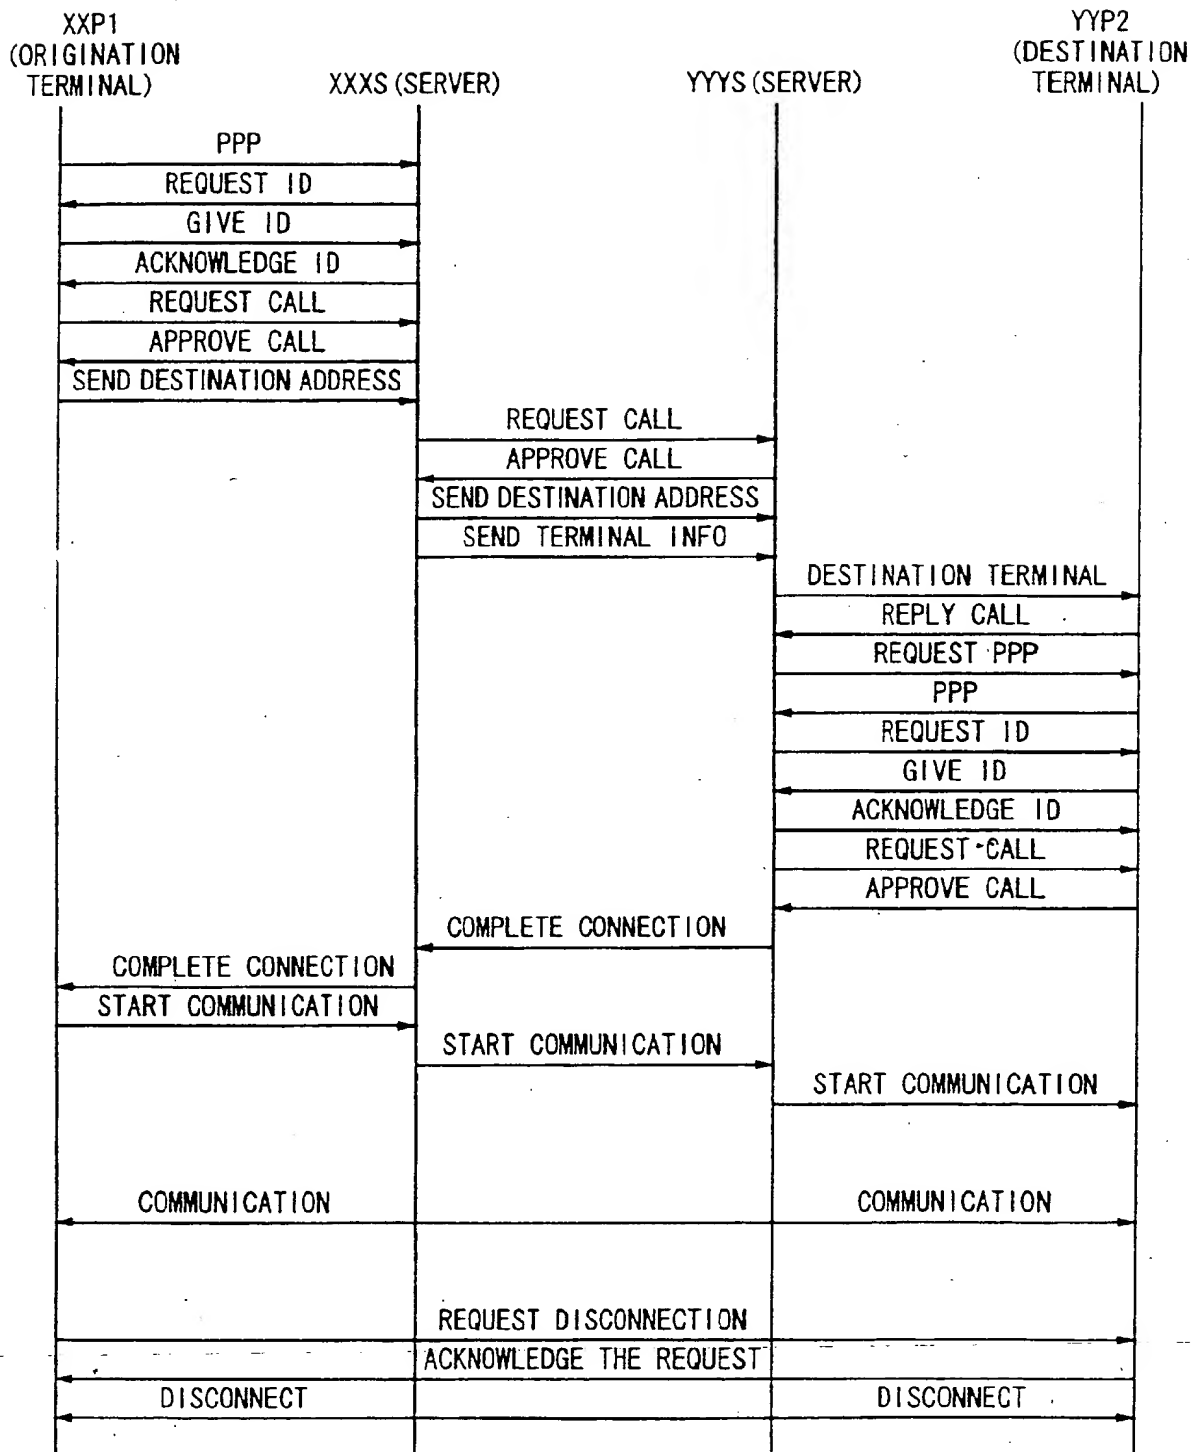 XXP1
(ORIGINATION
TERMINAL)
XXXS (SERVER)
YYYS (SERVER)
YYP2
(DESTINATION
TERMINAL)
PPP
REQUEST ID
GIVE ID
ACKNOWLEDGE ID
REQUEST CALL
APPROVE CALL
SEND DESTINATION ADDRESS
REQUEST CALL
APPROVE CALL
SEND DESTINATION ADDRESS
SEND TERMINAL INFO
DESTINATION TERMINAL
REPLY CALL
REQUEST PPP
PPP
REQUEST ID
GIVE ID
ACKNOWLEDGE ID
REQUEST CALL
APPROVE CALL
COMPLETE CONNECTION
COMPLETE CONNECTION
START COMMUNICATION
START COMMUNICATION
START COMMUNICATION
COMMUNICATION
COMMUNICATION
REQUEST DISCONNECTION
ACKNOWLEDGE THE REQUEST
DISCONNECT
DISCONNECT